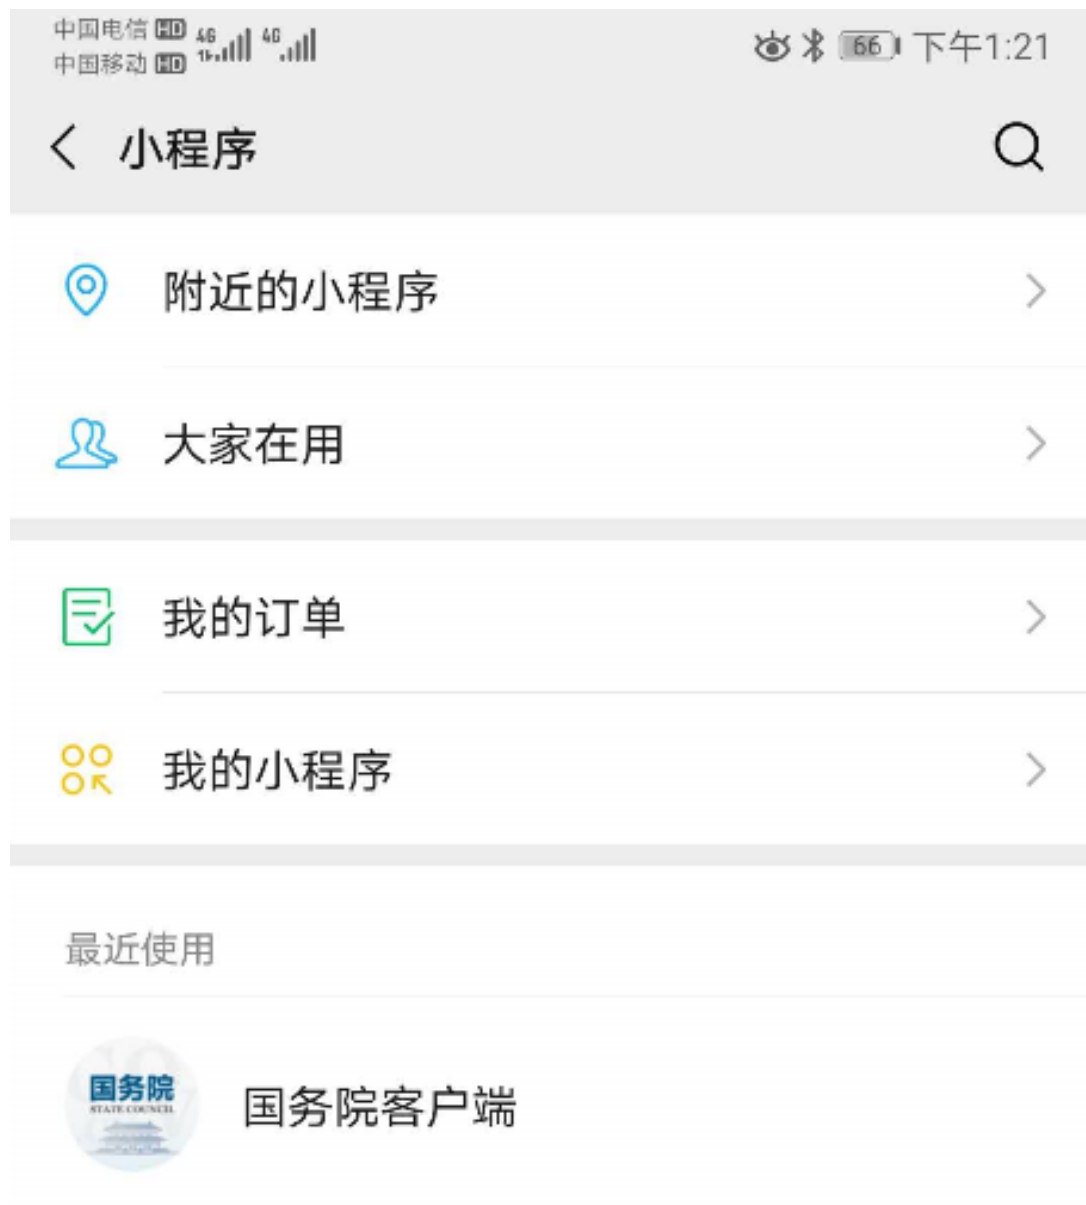 中国电信 HD 4G 4G 66 下午1:21
中国移动 HD
小程序
附近的小程序
大家在用
我的订单
我的小程序
最近使用
国务院
STATE COUNCIL
国务院客户端